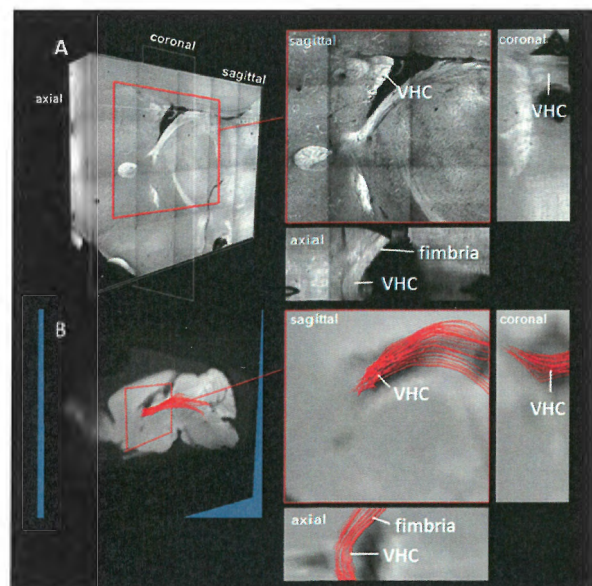 A
coronal
sagittal
axial
sagittal
VHC
coronal
VHC
axial
fimbria
VHC
B
sagittal
VHC
coronal
VHC
axial
fimbria
VHC